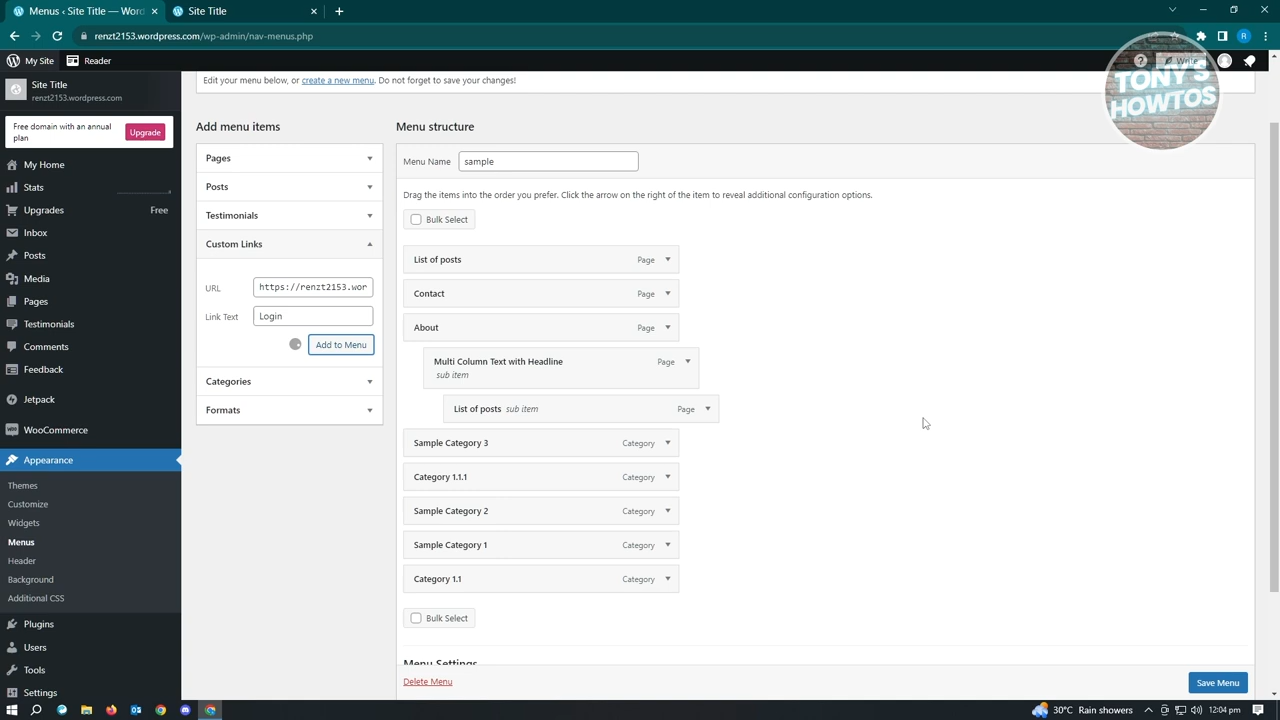 Menus ‹ Site Title — WordPress.
Site Title
renzt2153.wordpress.com/wp-admin/nav-menus.php
R
My Site
Reader
Write
TONY'S
HOWTOS
Site Title
renzt2153.wordpress.com
Free domain with an annual
plan
Upgrade
My Home
Stats
Upgrades
Free
Inbox
Posts
Media
Pages
Testimonials
Comments
Feedback
Jetpack
WooCommerce
Appearance
Themes
Customize
Widgets
Menus
Header
Background
Additional CSS
Plugins
Users
Tools
Settings
Edit your menu below, or create a new menu. Do not forget to save your changes!
Add menu items
Pages
Posts
Testimonials
Custom Links
URL
https://renzt2153.wor
Link Text
Login
Add to Menu
Categories
Formats
Menu structure
Menu Name
sample
Drag the items into the order you prefer. Click the arrow on the right of the item to reveal additional configuration options.
Bulk Select
List of posts Page
Contact Page
About Page
Multi Column Text with Headline Page
sub item
List of posts sub item Page
Sample Category 3 Category
Category 1.1.1 Category
Sample Category 2 Category
Sample Category 1 Category
Category 1.1 Category
Bulk Select
Menu Settings
Delete Menu
Save Menu
30°C Rain showers
12:04 pm